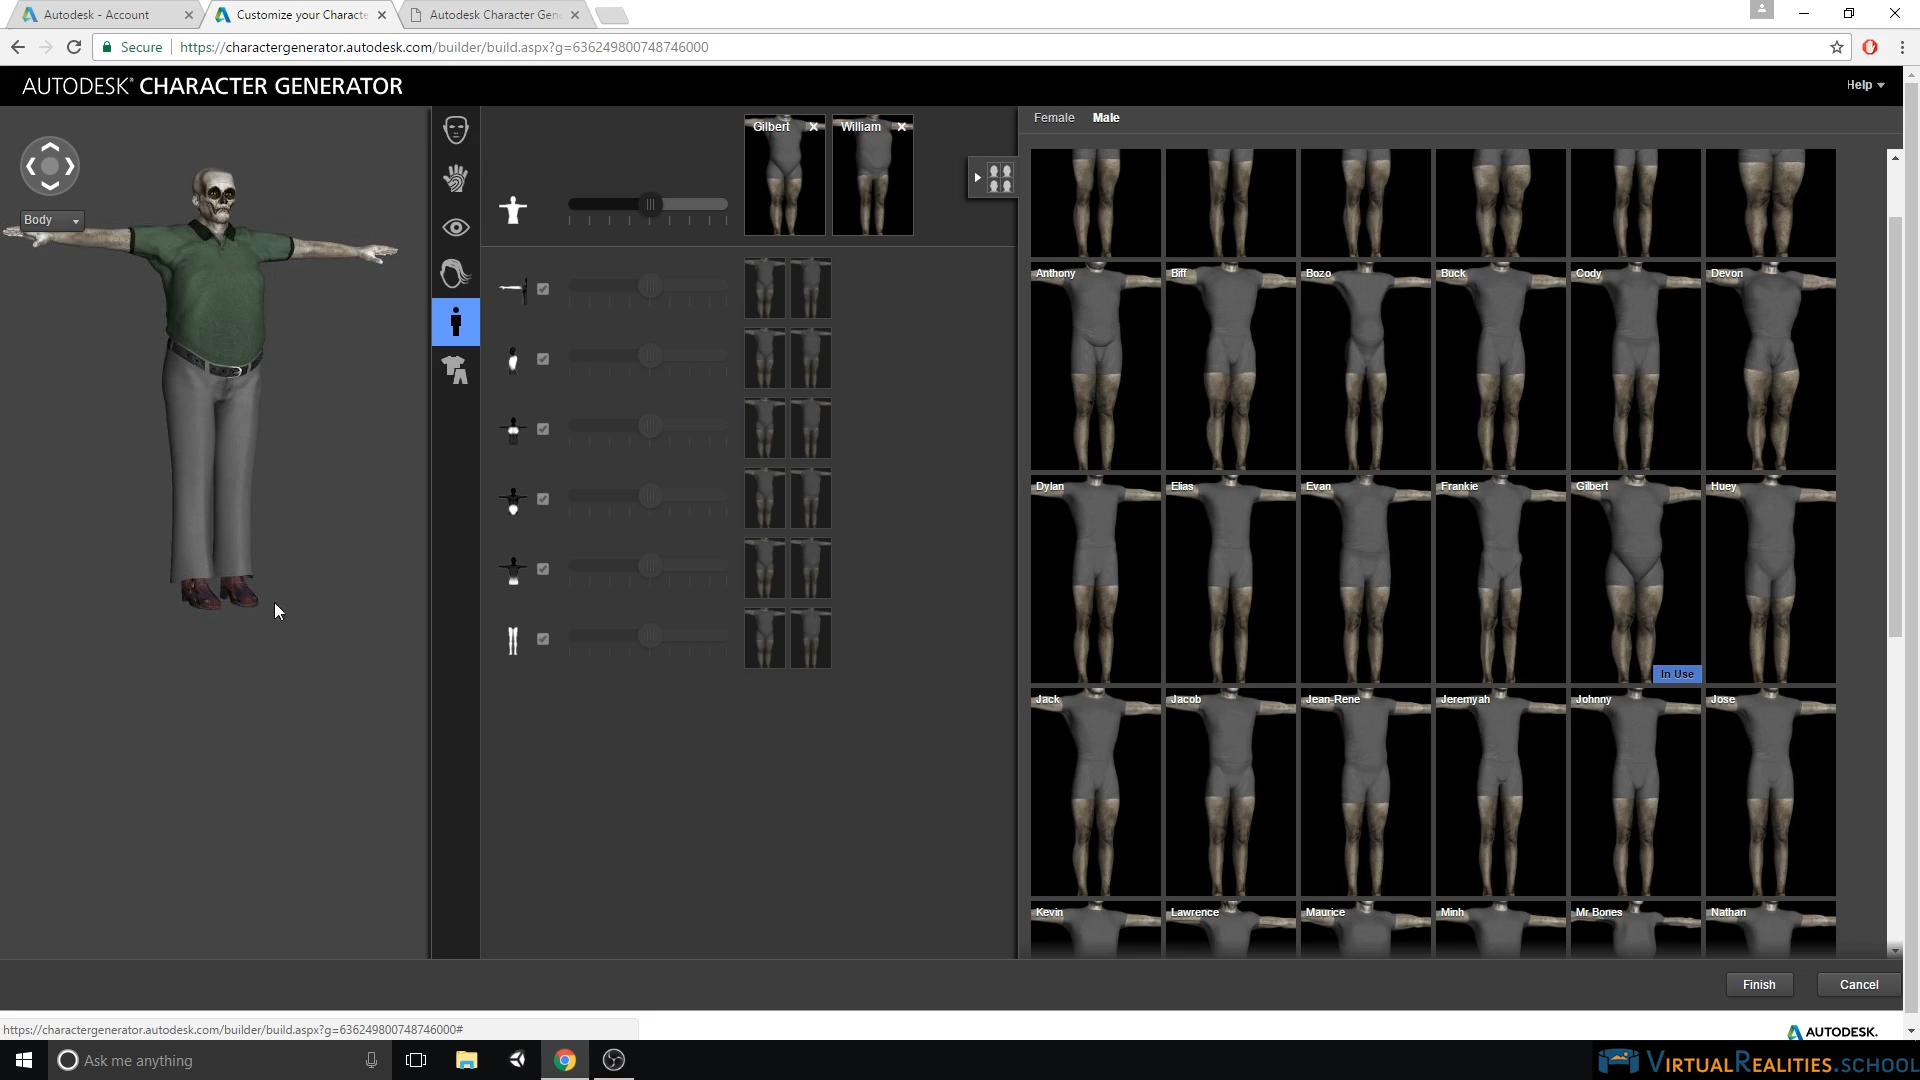 Autodesk - Account
Customize your Characte
Autodesk Character Gen
Secure
https://charactergenerator.autodesk.com/builder/build.aspx?g=636249800748746000
AUTODESK® CHARACTER GENERATOR
Help
Body
Gilbert
William
Female Male
Anthony Biff Bozo Buck Cody Devon
Dylan Elias Evan Frankie Gilbert Huey
In Use
Jack Jacob Jean-Rene Jeremyah Johnny Jose
Kevin Lawrence Maurice Minh Mr Bones Nathan
Finish Cancel
https://charactergenerator.autodesk.com/builder/build.aspx?g=636249800748746000#
AUTODESK.
Ask me anything
VIRTUALREALITIES.SCHOOL